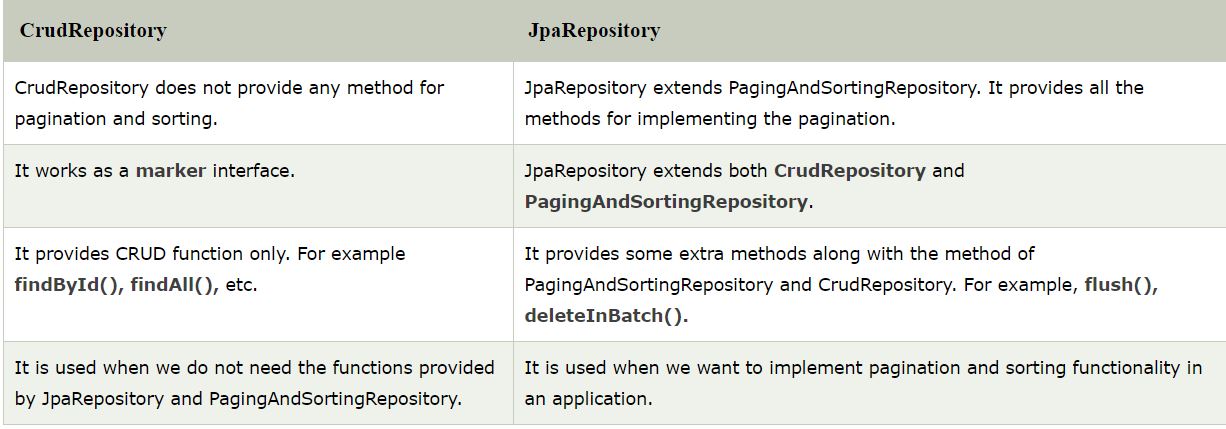 CrudRepository
JpaRepository
CrudRepository does not provide any method for
pagination and sorting.
JpaRepository extends PagingAndSortingRepository. It provides all the
methods for implementing the pagination.
It works as a marker interface.
JpaRepository extends both CrudRepository and
PagingAndSortingRepository.
It provides CRUD function only. For example
findById(), findAll(), etc.
It provides some extra methods along with the method of
PagingAndSortingRepository and CrudRepository. For example, flush(),
deleteInBatch().
It is used when we do not need the functions provided
by JpaRepository and PagingAndSortingRepository.
It is used when we want to implement pagination and sorting functionality in
an application.